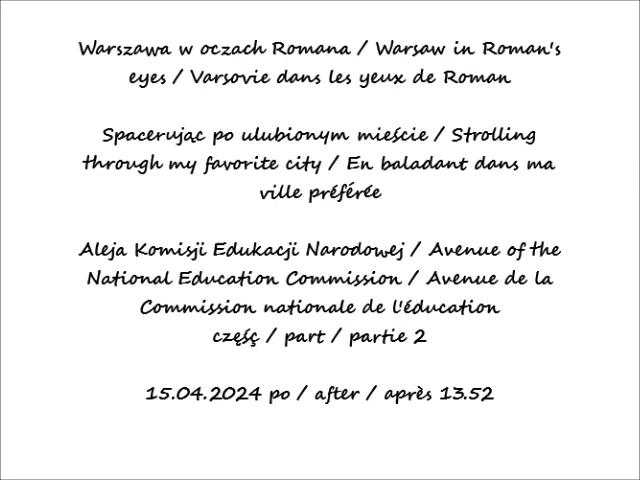 Warszawa w oczach Romana / Warsaw in Roman's
eyes / Varsovie dans les yeux de Roman
Spacerując po ulubionym mieście / Strolling
through my favorite city / En baladant dans ma
ville préférée
Aleja Komisji Edukacji Narodowej / Avenue of the
National Education Commission / Avenue de la
Commission nationale de l'éducation
częśç / part / partie 2
15.04.2024 po / after / après 13.52